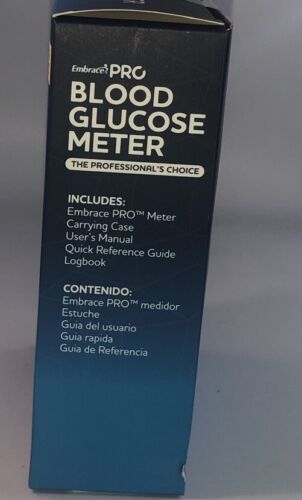 Embrace PRO
BLOOD
GLUCOSE
METER
THE PROFESSIONAL'S CHOICE
INCLUDES:
Embrace PRO™ Meter
Carrying Case
User's Manual
Quick Reference Guide
Logbook
CONTENIDO:
Embrace PRO™ medidor
Estuche
Guia del usuario
Guia rapida
Guia de Referencia